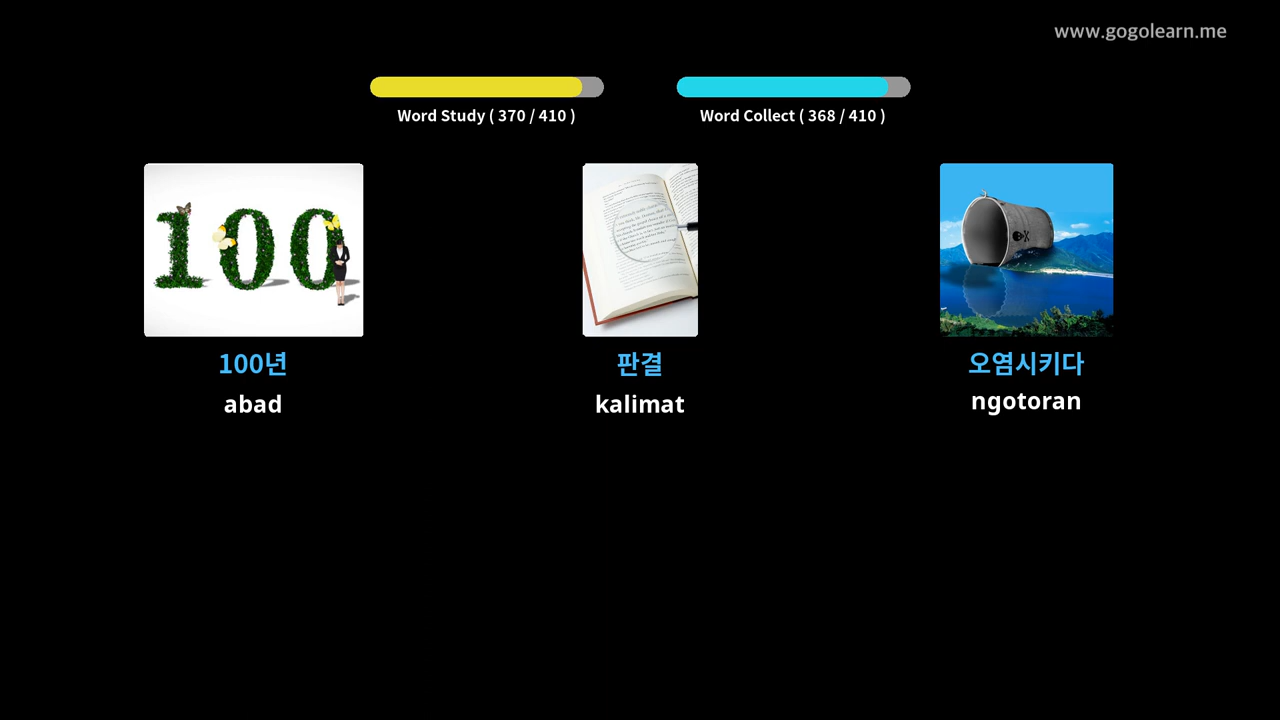 www.gogolearn.me
Word Study ( 370 / 410 )
Word Collect ( 368 / 410 )
100
100년
판결
오염시키다
abad
kalimat
ngotoran